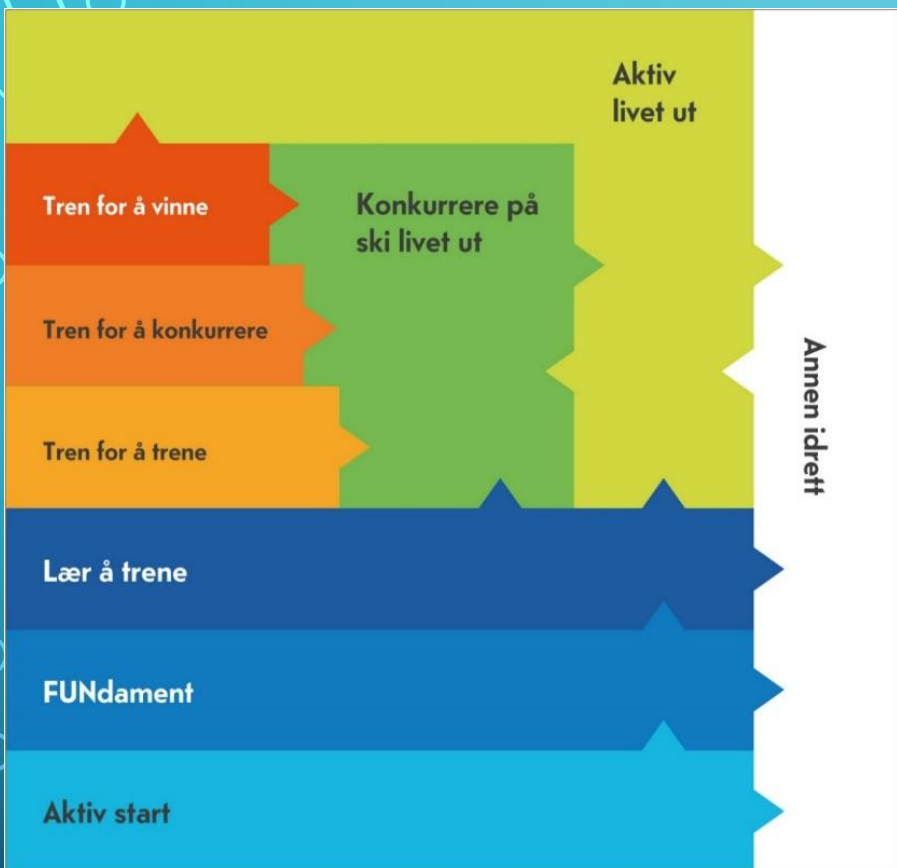 Aktiv
livet ut
Tren for å vinne
Konkurrere på
ski livet ut
Tren for å konkurrere
Annen idrett
Tren for å trene
Lær å trene
FUNdament
Aktiv start